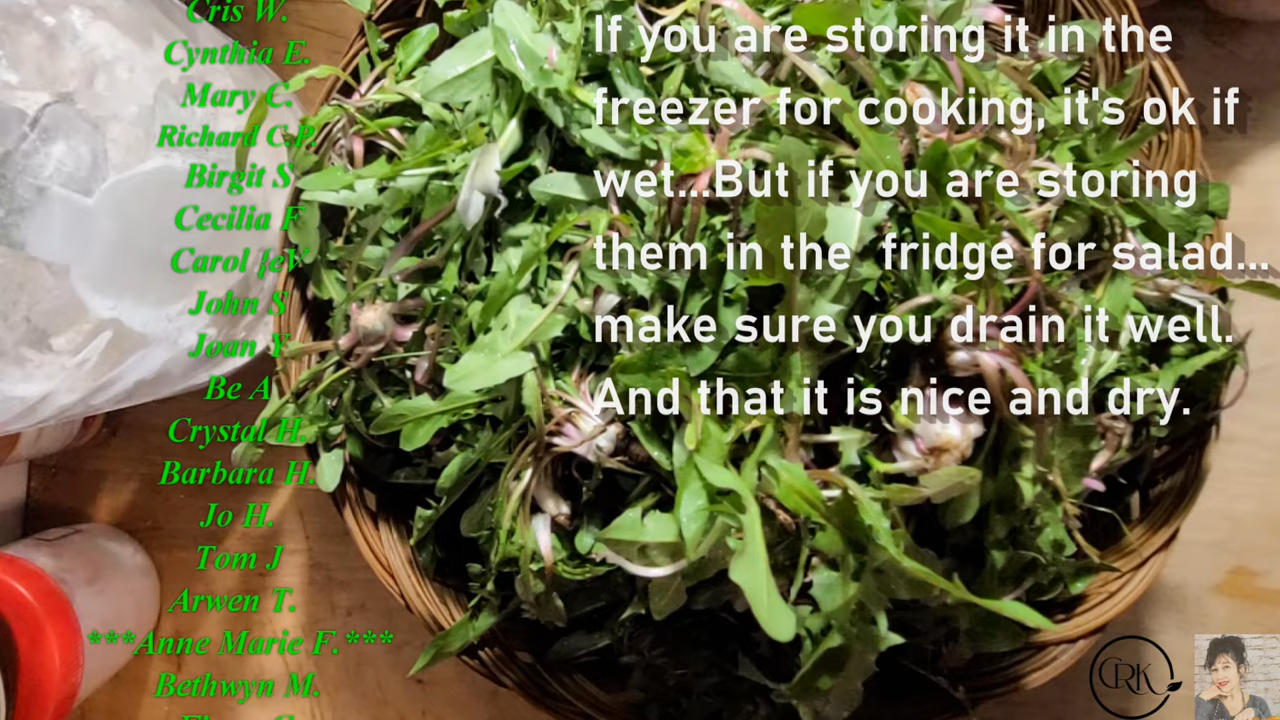 Cris W.
Cynthia E.
Mary C.
Richard C.P.
Birgit S
Cecilia F
Carol
John S
Joan Y
Be A
Crystal H.
Barbara H.
Jo H.
Tom J
Arwen T.
***Anne Marie F.***
Bethwyn M.
If you are storing it in the
freezer for cooking, it's ok if
wet...But if you are storing
them in the fridge for salad...
make sure you drain it well.
And that it is nice and dry.
CRK